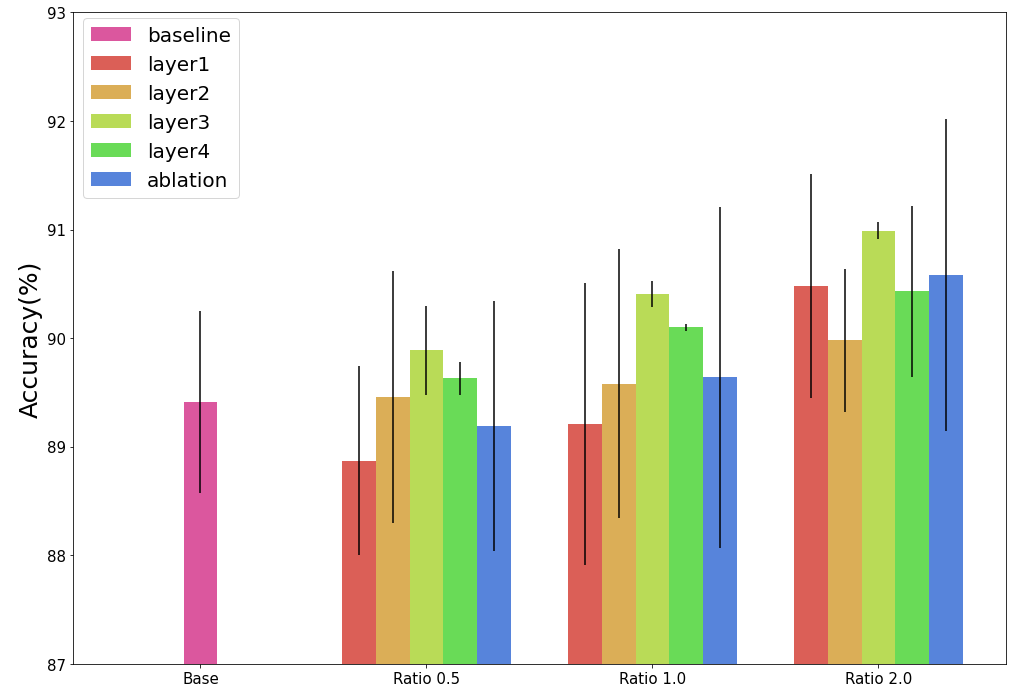 93
92
91
90
89
88
87
Accuracy(%)
baseline
layer1
layer2
layer3
layer4
ablation
Base
Ratio 0.5
Ratio 1.0
Ratio 2.0